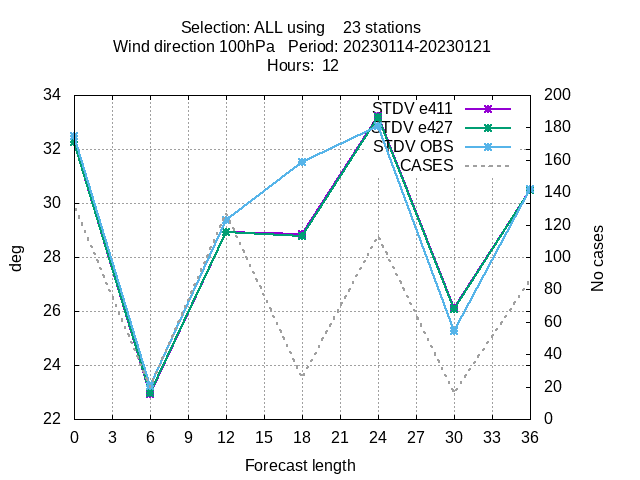 Selection: ALL using    23 stations
Wind direction 100hPa   Period: 20230114-20230121
Hours:  12
34
32
30
28
26
24
22
200
180
160
140
120
100
80
60
40
20
0
STDV e411
STDV e427
STDV OBS
CASES
deg
No cases
0 3 6 9 12 15 18 21 24 27 30 33 36
Forecast length